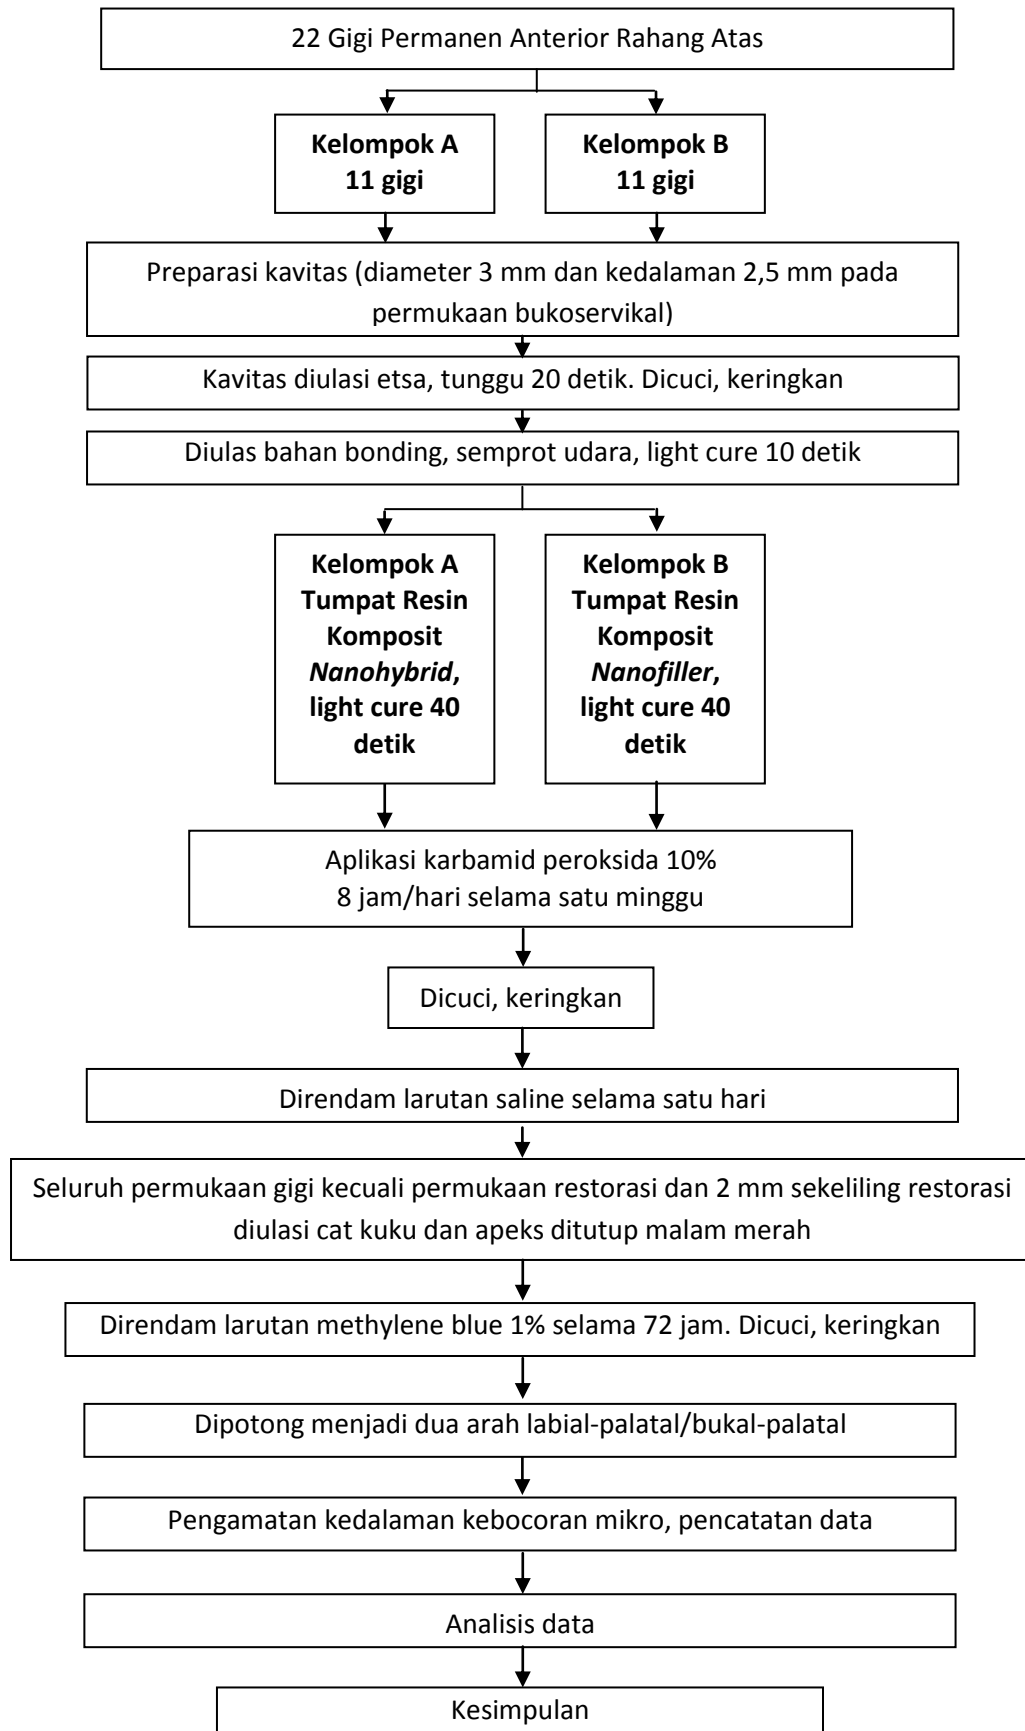 22 Gigi Permanen Anterior Rahang Atas
Kelompok A
11 gigi
Kelompok B
11 gigi
Preparasi kavitas (diameter 3 mm dan kedalaman 2,5 mm pada
permukaan bukoservikal)
Kavitas diulasi etsa, tunggu 20 detik. Dicuci, keringkan
Diulas bahan bonding, semprot udara, light cure 10 detik
Kelompok A
Tumpat Resin
Komposit
Nanohybrid,
light cure 40
detik
Kelompok B
Tumpat Resin
Komposit
Nanofiller,
light cure 40
detik
Aplikasi karbamid peroksida 10%
8 jam/hari selama satu minggu
Dicuci, keringkan
Direndam larutan saline selama satu hari
Seluruh permukaan gigi kecuali permukaan restorasi dan 2 mm sekeliling restorasi
diulasi cat kuku dan apeks ditutup malam merah
Direndam larutan methylene blue 1% selama 72 jam. Dicuci, keringkan
Dipotong menjadi dua arah labial-palatal/bukal-palatal
Pengamatan kedalaman kebocoran mikro, pencatatan data
Analisis data
Kesimpulan